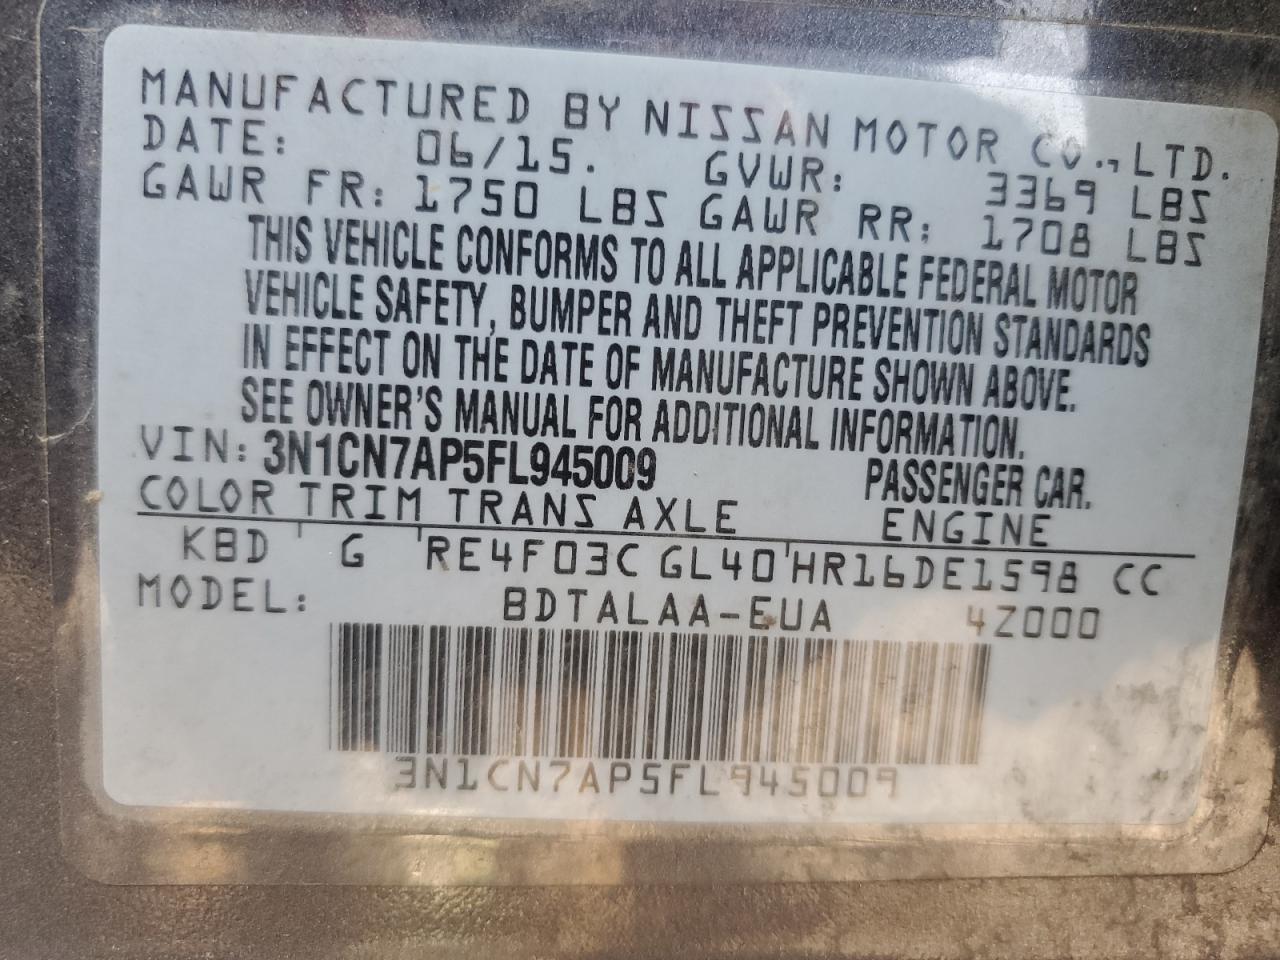 MANUFACTURED BY NISSAN MOTOR CO., LTD.
DATE: 06/15. GVWR: 3369 LBS
GAWR FR: 1750 LBS GAWR RR: 1708 LBS
THIS VEHICLE CONFORMS TO ALL APPLICABLE FEDERAL MOTOR
VEHICLE SAFETY, BUMPER AND THEFT PREVENTION STANDARDS
IN EFFECT ON THE DATE OF MANUFACTURE SHOWN ABOVE.
SEE OWNER'S MANUAL FOR ADDITIONAL INFORMATION.
VIN: 3N1CN7AP5FL945009 PASSENGER CAR.
COLOR TRIM TRANS AXLE ENGINE
KBD G RE4F03C GL40 HR16DE1598 CC
MODEL: BDTALAA-EUA 4Z000
3N1CN7AP5FL945009